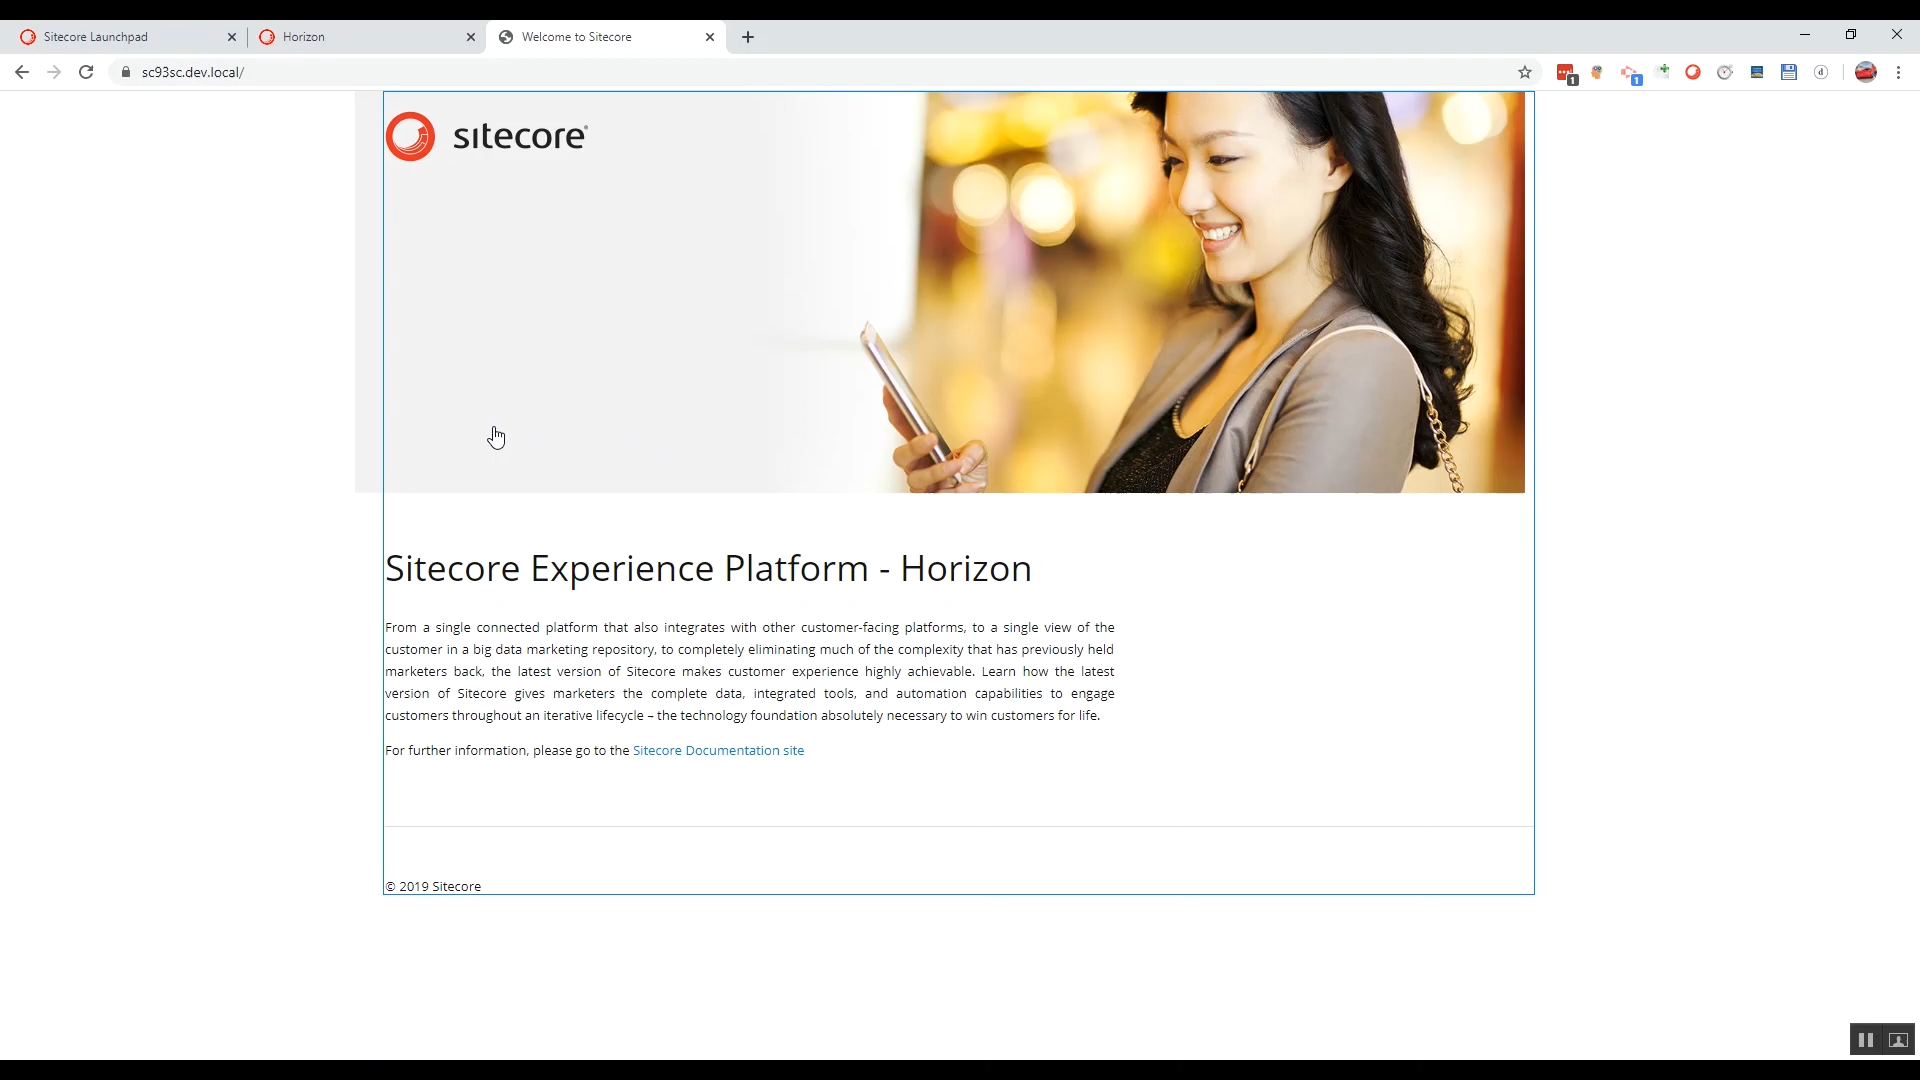 Sitecore Launchpad
Horizon
Welcome to Sitecore
sc93sc.dev.local/
1
1
d
sitecore
Sitecore Experience Platform - Horizon
From a single connected platform that also integrates with other customer-facing platforms, to a single view of the
customer in a big data marketing repository, to completely eliminating much of the complexity that has previously held
marketers back, the latest version of Sitecore makes customer experience highly achievable. Learn how the latest
version of Sitecore gives marketers the complete data, integrated tools, and automation capabilities to engage
customers throughout an iterative lifecycle – the technology foundation absolutely necessary to win customers for life.
For further information, please go to the Sitecore Documentation site
© 2019 Sitecore